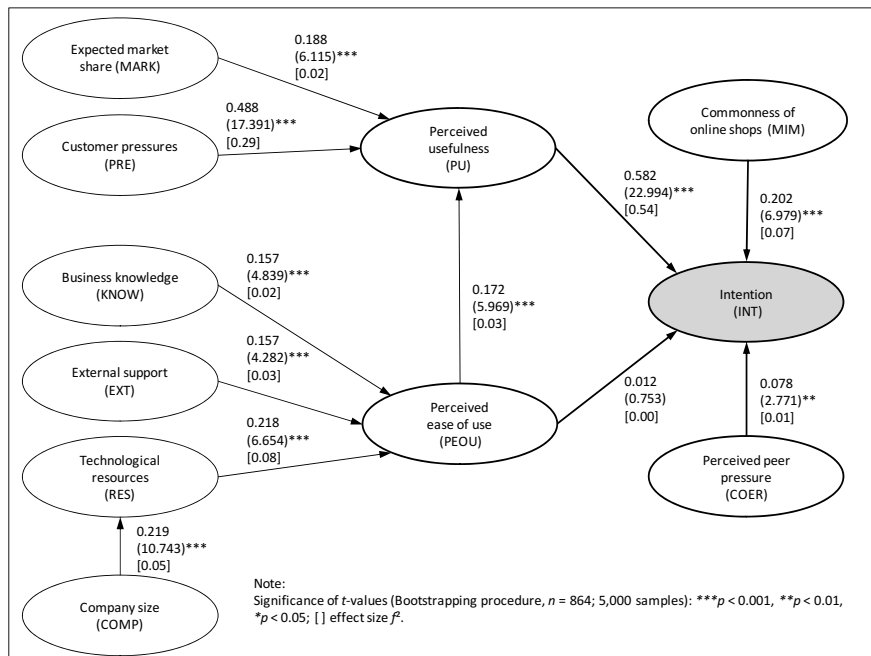 Expected market
share (MARK)
0.188
(6.115)***
[0.02]
Customer pressures
(PRE)
0.488
(17.391)***
[0.29]
Perceived
usefulness
(PU)
Commonness of
online shops (MIM)
0.582
(22.994)***
[0.54]
0.202
(6.979)***
[0.07]
Business knowledge
(KNOW)
0.157
(4.839)***
[0.02]
0.172
(5.969)***
[0.03]
Intention
(INT)
External support
(EXT)
0.157
(4.282)***
[0.03]
Perceived
ease of use
(PEOU)
0.012
(0.753)
[0.00]
0.078
(2.771)**
[0.01]
Technological
resources
(RES)
0.218
(6.654)***
[0.08]
Perceived peer
pressure
(COER)
0.219
(10.743)***
[0.05]
Company size
(COMP)
Note:
Significance of t-values (Bootstrapping procedure, n = 864; 5,000 samples): ***p < 0.001, **p < 0.01,
*p < 0.05; [ ] effect size f².